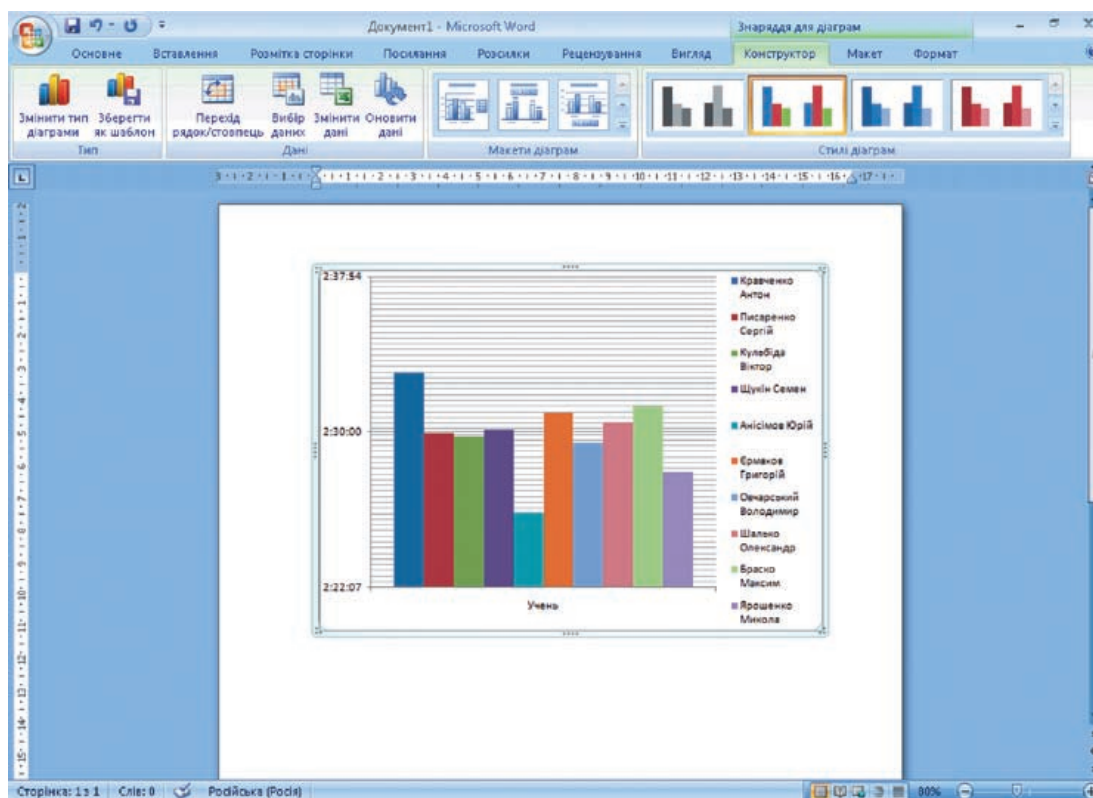 Документ1 - Microsoft Word
Знаряддя для діаграм
Основне Вставлення Розмітка сторінки Посилання Розсилки Рецензування Вигляд Конструктор Макет Формат
Змінити тип діаграми
Зберегти як шаблон
Перехід рядок/стовпець
Вибір даних
Змінити дані
Оновити дані
Тип Дані Макети діаграм Стилі діаграм
2:37:54
2:30:00
2:22:07
Учень
Кравченко
Антон
Писаренко
Сергій
Кулебіда
Віктор
Щукін Семен
Анісімов Юрій
Єрмаков
Григорій
Овчарський
Володимир
Шалько
Олександр
Браско
Максим
Ярошенко
Микола
Сторінка: 1 з 1 Слів: 0 Російська (Росія) 80%